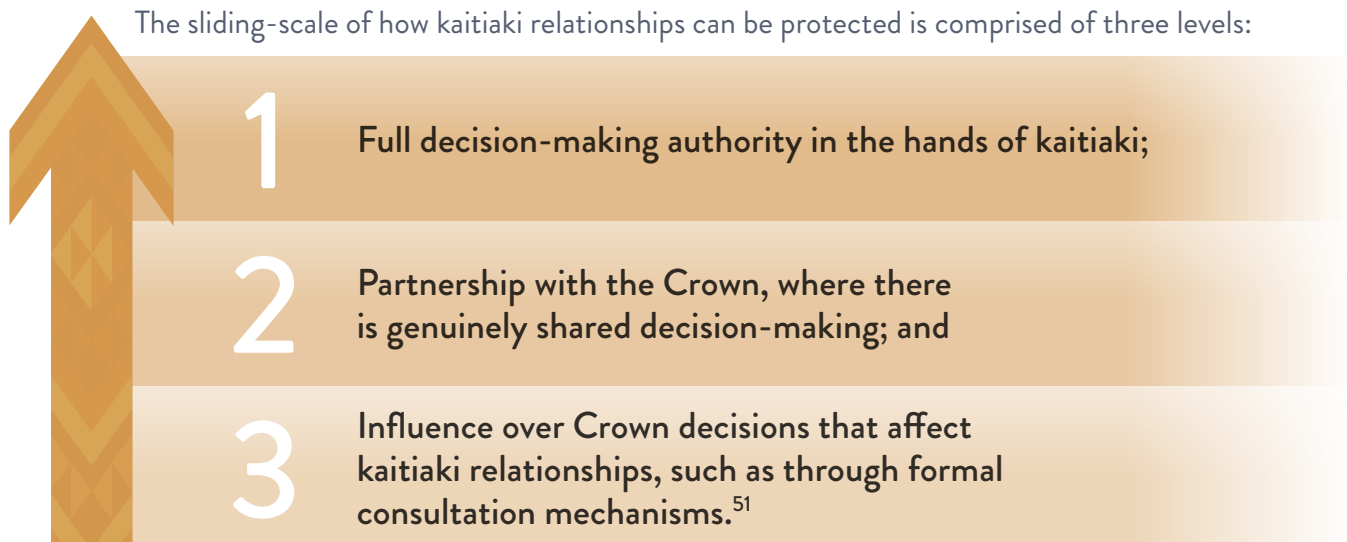 The sliding-scale of how kaitiaki relationships can be protected is comprised of three levels:
1
Full decision-making authority in the hands of kaitiaki;
2
Partnership with the Crown, where there
is genuinely shared decision-making; and
3
Influence over Crown decisions that affect
kaitiaki relationships, such as through formal
consultation mechanisms.51